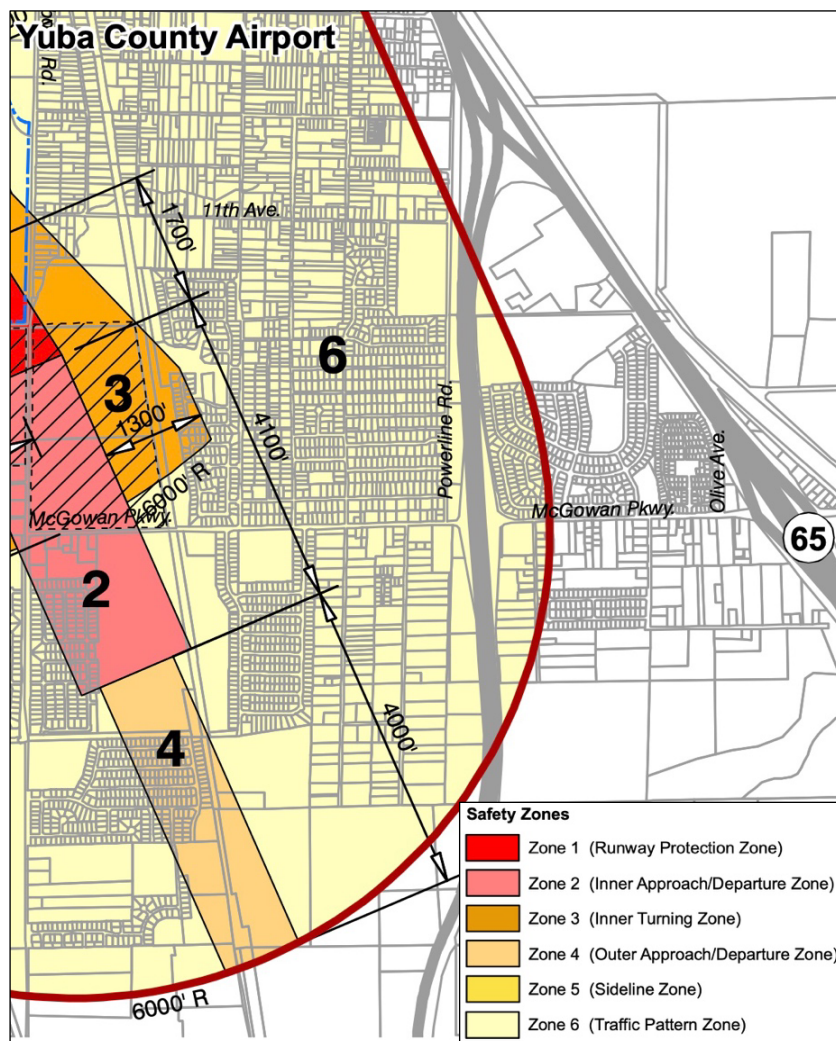 Yuba County Airport
Rd.
11th Ave.
1700'
6
3
1300'
4100'
Powerline Rd.
Olive Ave.
6000' R
McGowan Pkwy.
McGowan Pkwy.
65
2
4000'
4
6000' R
Safety Zones
Zone 1 (Runway Protection Zone)
Zone 2 (Inner Approach/Departure Zone)
Zone 3 (Inner Turning Zone)
Zone 4 (Outer Approach/Departure Zone)
Zone 5 (Sideline Zone)
Zone 6 (Traffic Pattern Zone)